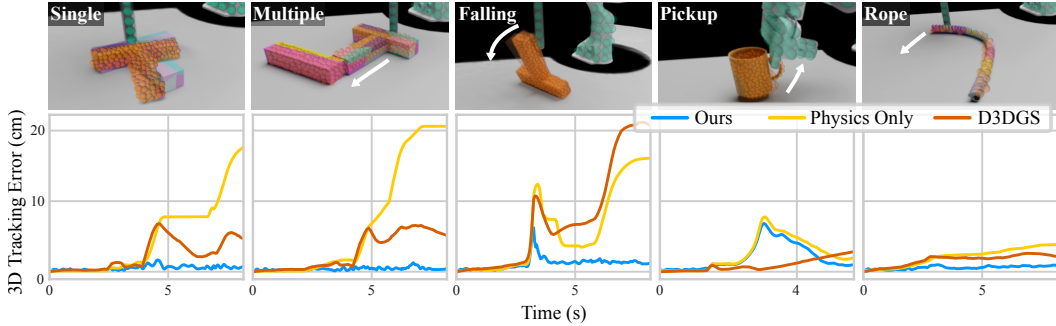 Single Multiple Falling Pickup Rope
Ours Physics Only D3DGS
3D Tracking Error (cm)
20
10
0
0 5 0 5 0 5 0 4 0 5
Time (s)